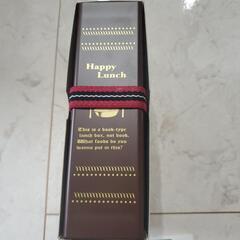 Happy
Lunch
This is a book-type
lunch box, not book.
What foods do you
wanna put in this?